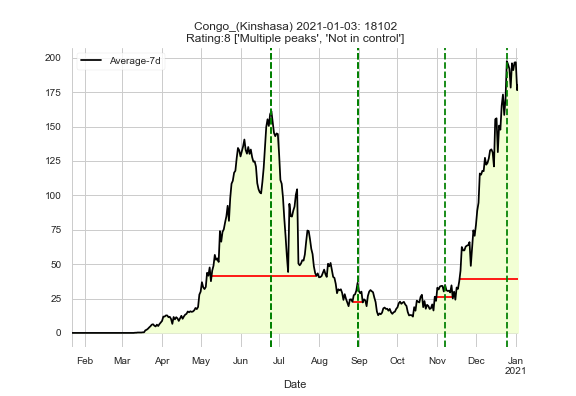 Congo_(Kinshasa) 2021-01-03: 18102
Rating:8 ['Multiple peaks', 'Not in control']
Average-7d
200
175
150
125
100
75
50
25
0
Feb Mar Apr May Jun Jul Aug Sep Oct Nov Dec Jan
2021
Date